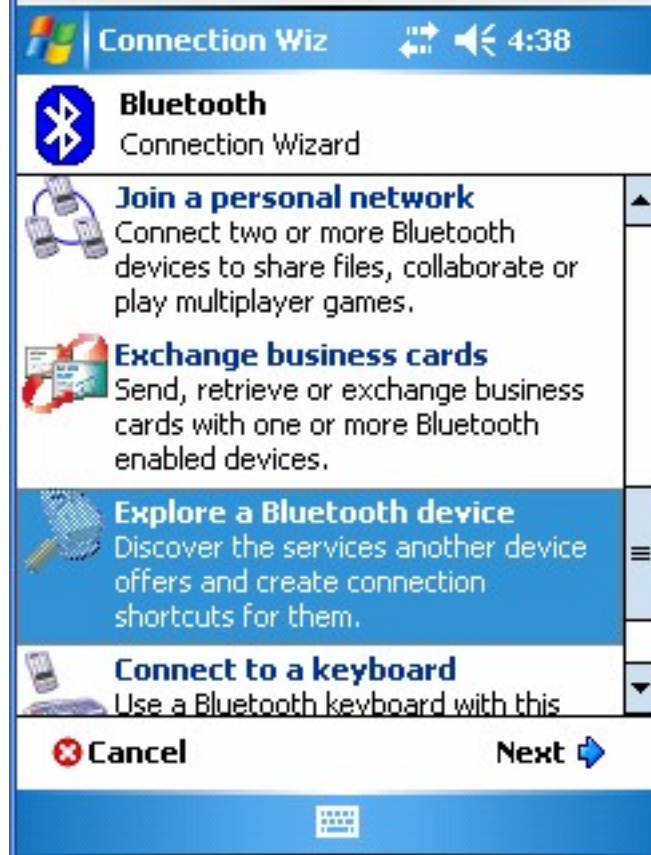 Connection Wiz 4:38
Bluetooth
Connection Wizard
Join a personal network
Connect two or more Bluetooth
devices to share files, collaborate or
play multiplayer games.
Exchange business cards
Send, retrieve or exchange business
cards with one or more Bluetooth
enabled devices.
Explore a Bluetooth device
Discover the services another device
offers and create connection
shortcuts for them.
Connect to a keyboard
Use a Bluetooth keyboard with this
Cancel Next